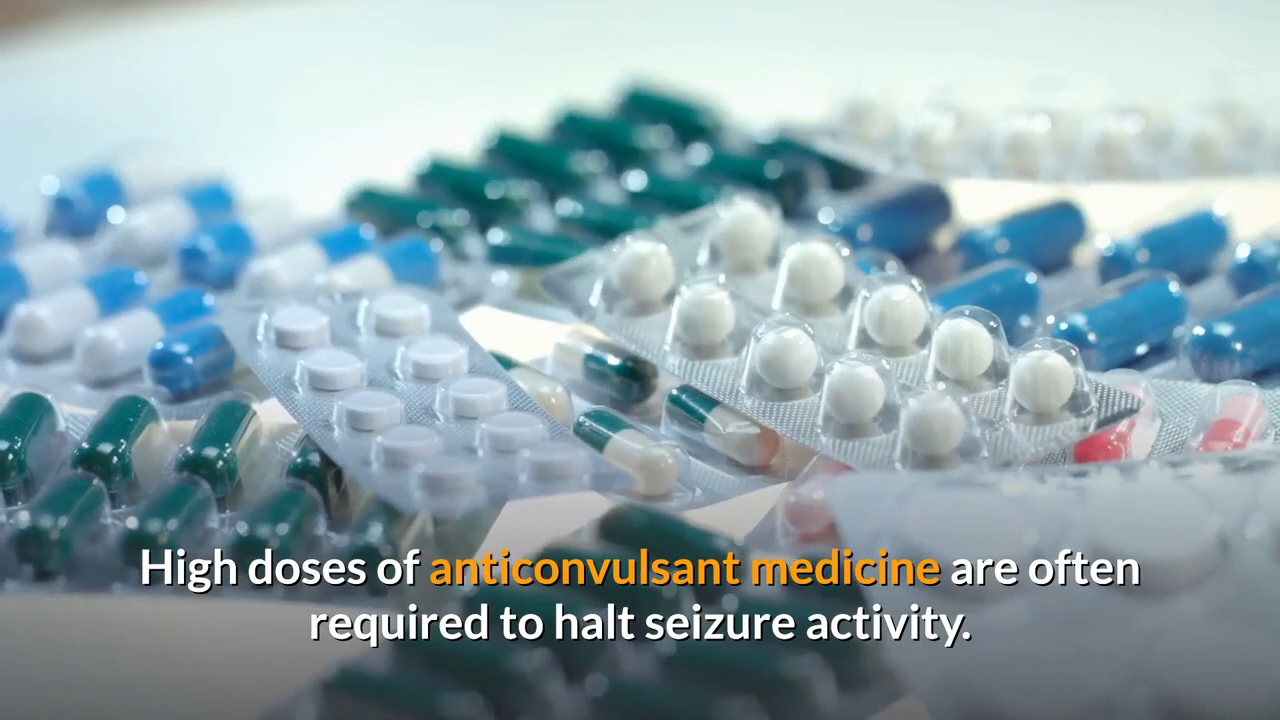 High doses of anticonvulsant medicine are often
required to halt seizure activity.